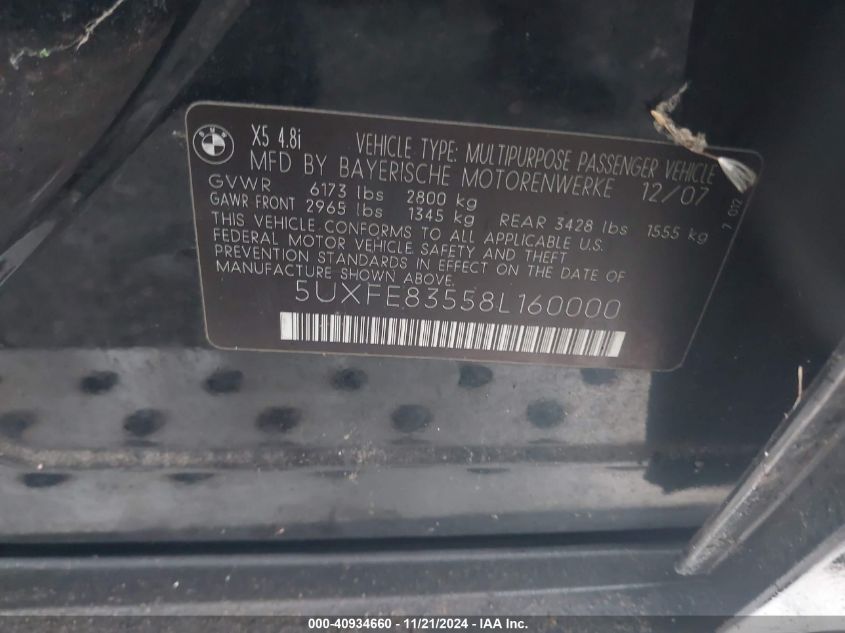 BMW
X5 4.8i VEHICLE TYPE: MULTIPURPOSE PASSENGER VEHICLE
MFD BY BAYERISCHE MOTORENWERKE 12/07
GVWR 6173 lbs 2800 kg
GAWR FRONT 2965 lbs 1345 kg REAR 3428 lbs 1555 kg
THIS VEHICLE CONFORMS TO ALL APPLICABLE U.S.
FEDERAL MOTOR VEHICLE SAFETY AND THEFT
PREVENTION STANDARDS IN EFFECT ON THE DATE OF
MANUFACTURE SHOWN ABOVE.
7 052
5UXFE83558L160000
000-40934660 - 11/21/2024 - IAA Inc.